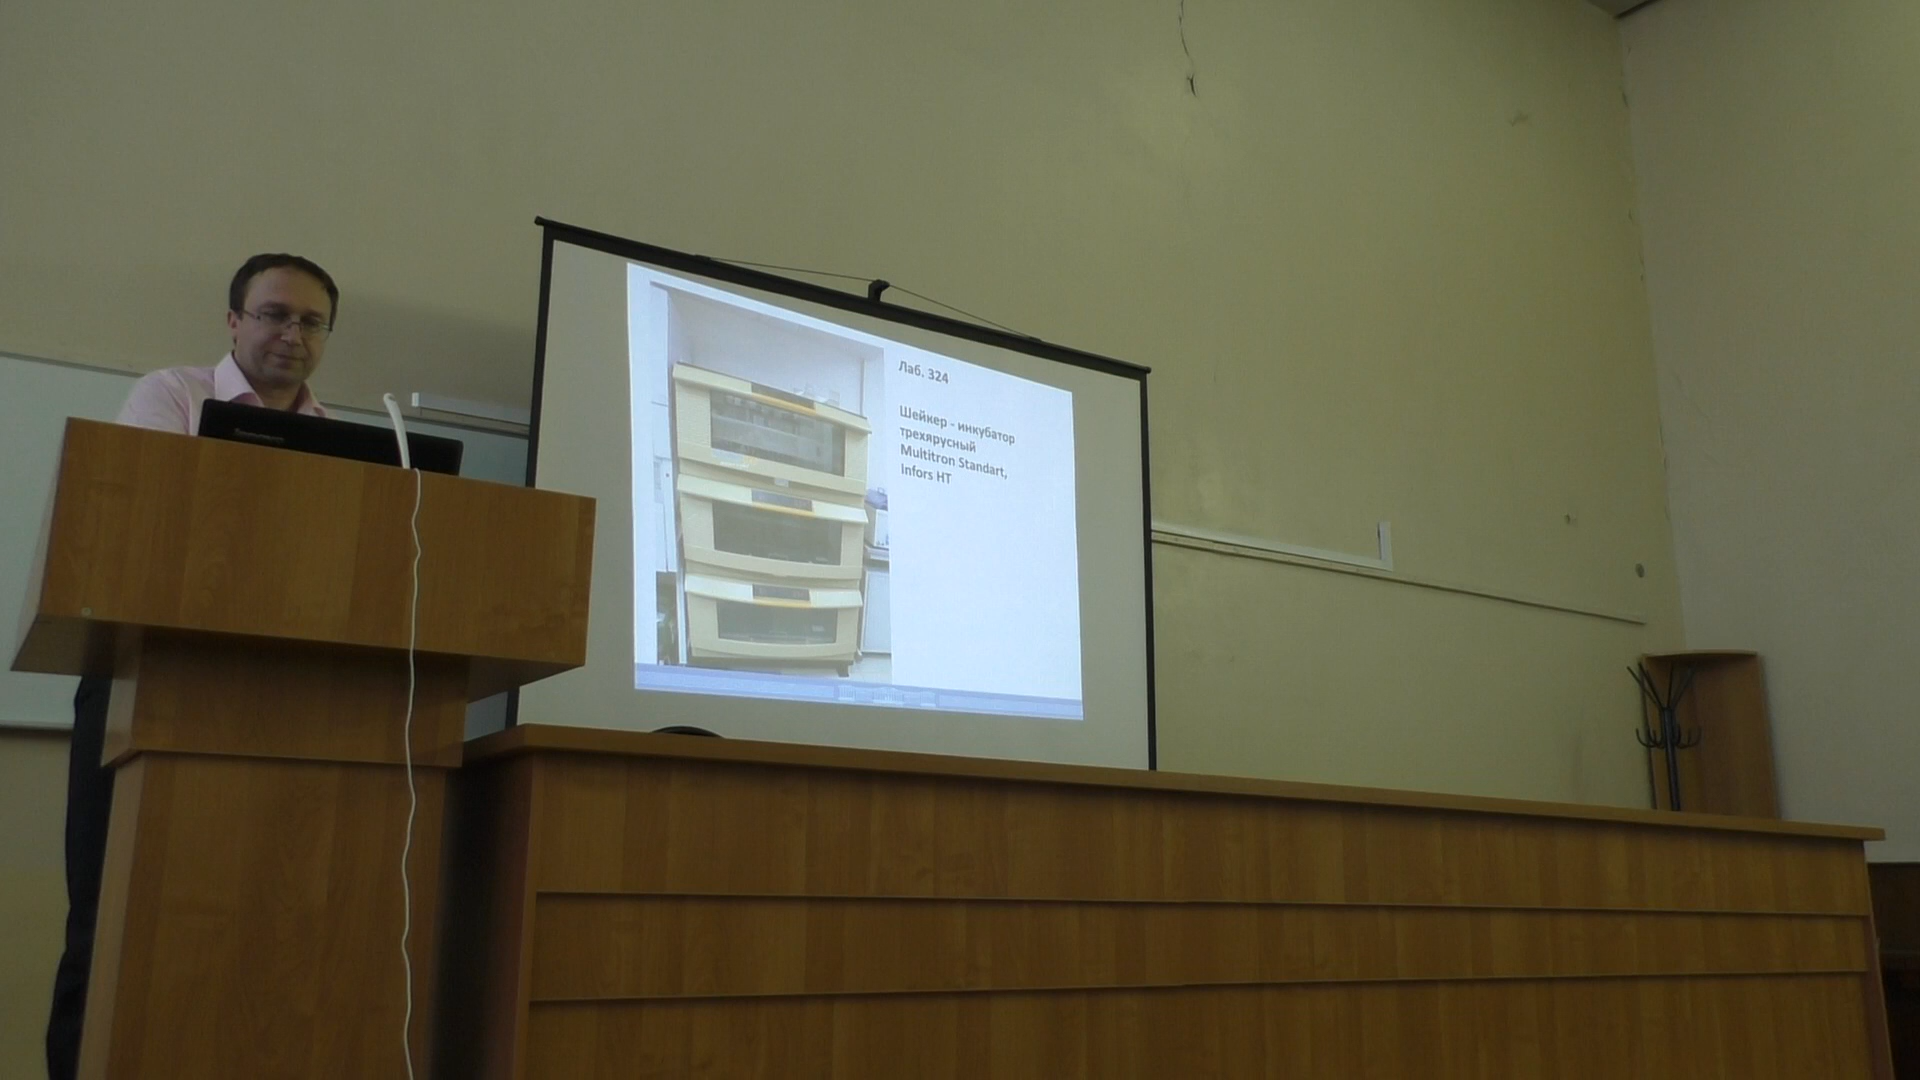 Лаб. 324
Шейкер - инкубатор
трехярусный
Multitron Standart,
Infors HT